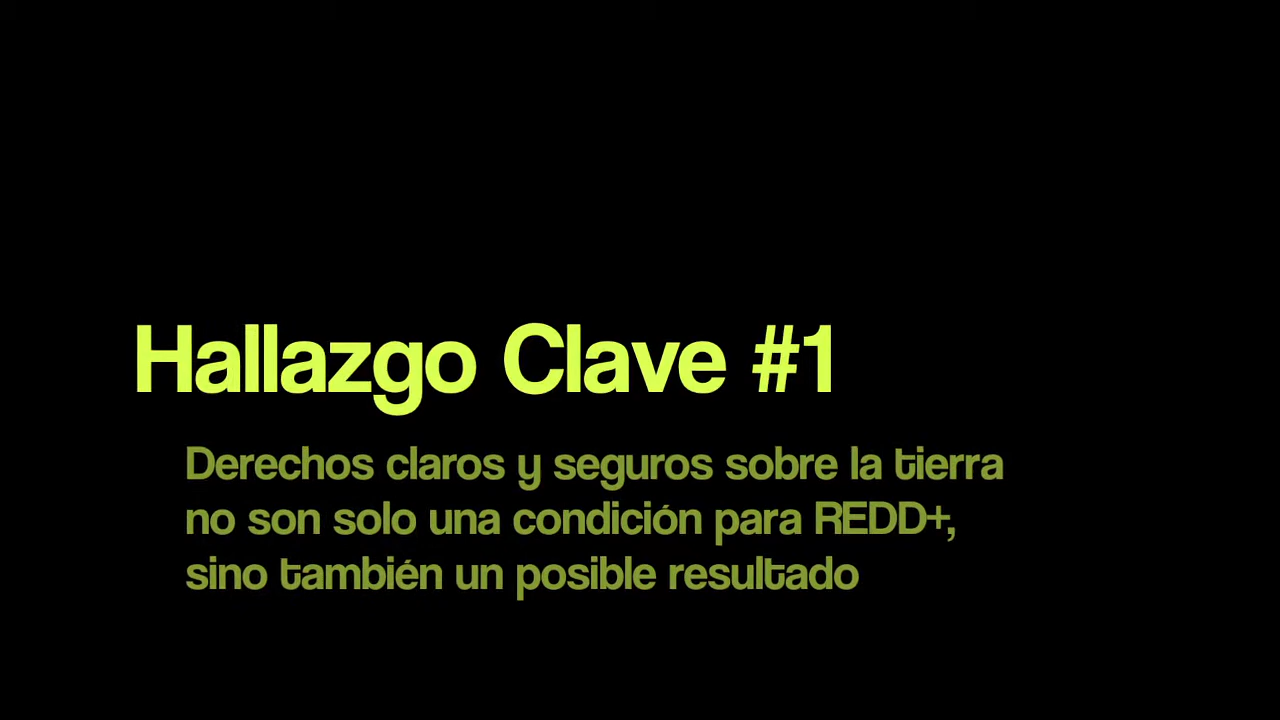 Hallazgo Clave #1
Derechos claros y seguros sobre la tierra
no son solo una condición para REDD+,
sino también un posible resultado